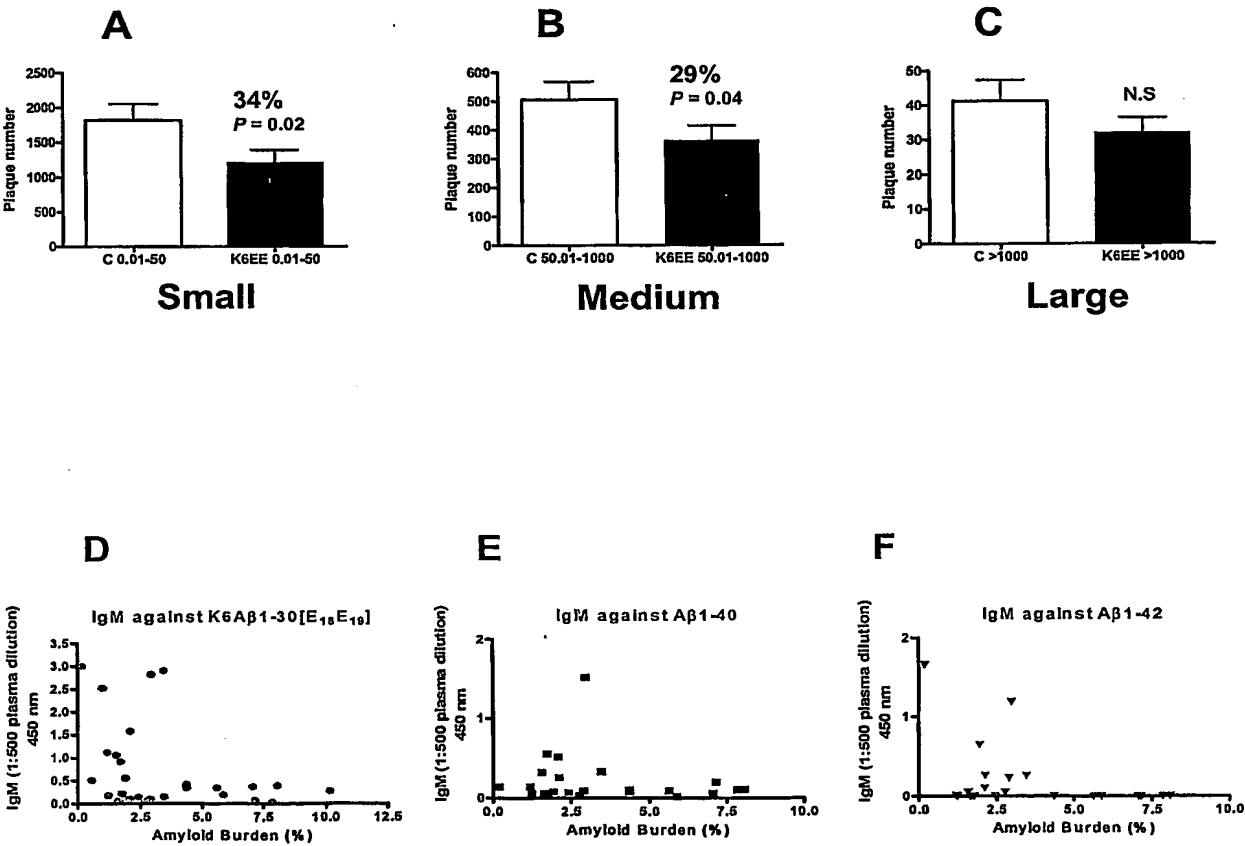 A
2500
2000
1500
1000
500
0
Plaque number
34%
P = 0.02
C 0.01-50
K6EE 0.01-50
Small
B
600
500
400
300
200
100
0
Plaque number
29%
P = 0.04
C 50.01-1000
K6EE 50.01-1000
Medium
C
50
40
30
20
10
0
Plaque number
N.S
C >1000
K6EE >1000
Large
D
IgM against K6Aβ1-30[E₁₈E₁₉]
IgM (1:500 plasma dilution)
450 nm
3.5
3.0
2.5
2.0
1.5
1.0
0.5
0.0
0.0 2.5 5.0 7.5 10.0 12.5
Amyloid Burden (%)
E
IgM against Aβ1-40
IgM (1:500 plasma dilution)
450 nm
2
1
0
0.0 2.5 5.0 7.5 10.0
Amyloid Burden (%)
F
IgM against Aβ1-42
IgM (1:500 plasma dilution)
450 nm
2
1
0
0.0 2.5 5.0 7.5 10.0
Amyloid Burden (%)